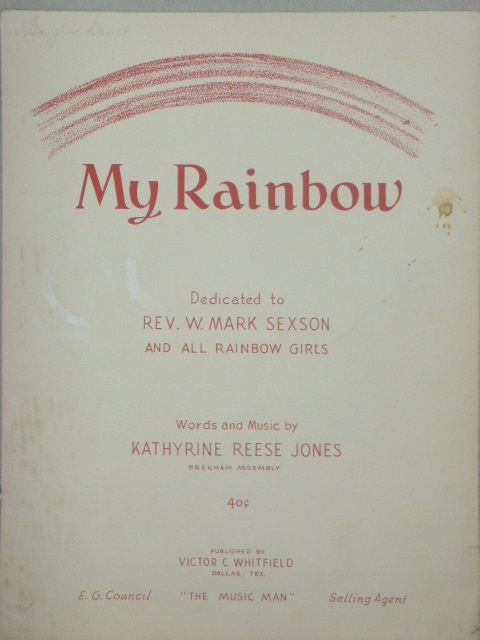 My Rainbow
Dedicated to
REV. W. MARK SEXSON
AND ALL RAINBOW GIRLS
Words and Music by
KATHYRINE REESE JONES
BRENHAM ASSEMBLY
40¢
PUBLISHED BY
VICTOR C. WHITFIELD
DALLAS, TEX.
E. G. Council "THE MUSIC MAN" Selling Agent